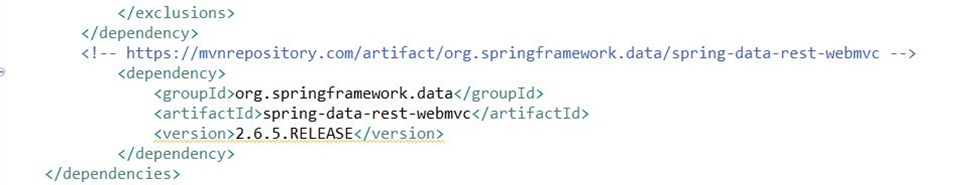 </exclusions>
</dependency>
<!-- https://mvnrepository.com/artifact/org.springframework.data/spring-data-rest-webmvc -->
<dependency>
<groupId>org.springframework.data</groupId>
<artifactId>spring-data-rest-webmvc</artifactId>
<version>2.6.5.RELEASE</version>
</dependency>
</dependencies>